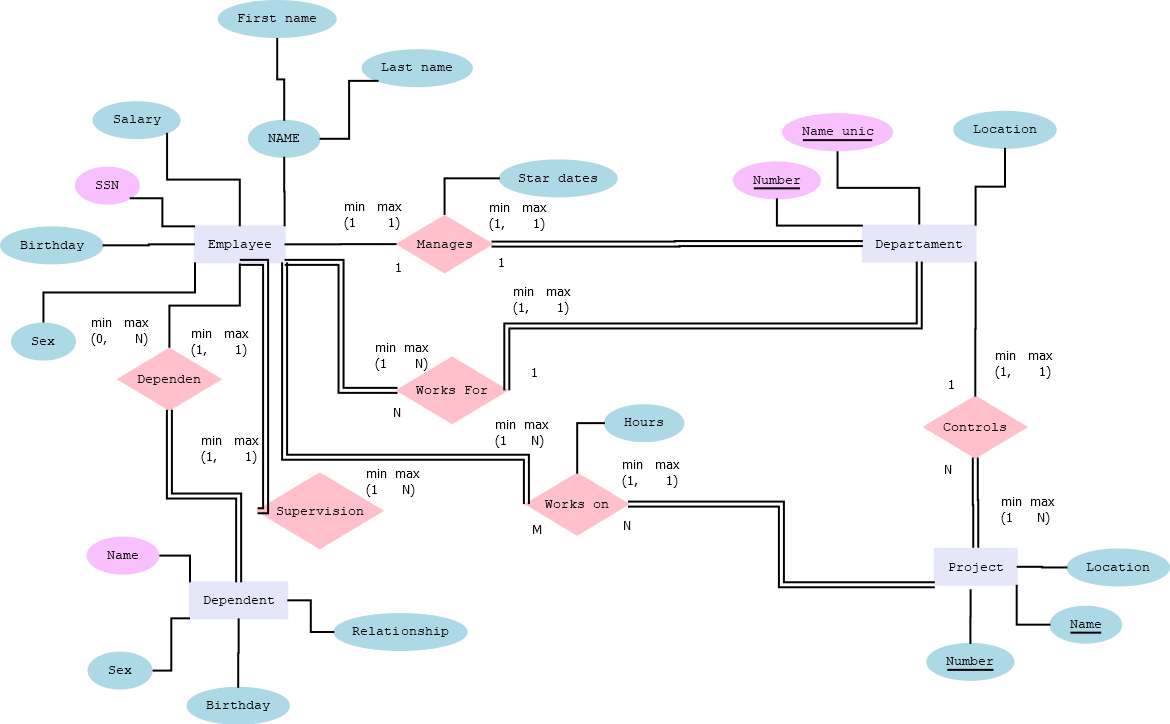 First name
Last name
Salary
NAME
Name unic
Location
SSN
Number
Star dates
min max
(1 1)
min max
(1, 1)
Birthday
Employee
Manages
Departament
1
1
min max
(1, 1)
min max
(0, N)
min max
(1, 1)
Sex
min max
(1 N)
min max
(1, 1)
1
1
Dependen
Works For
N
Hours
Controls
min max
(1 N)
min max
(1, 1)
min max
(1, 1)
N
min max
(1 N)
Supervision
Works on
min max
(1 N)
M
N
Name
Project
Location
Dependent
Name
Relationship
Number
Sex
Birthday